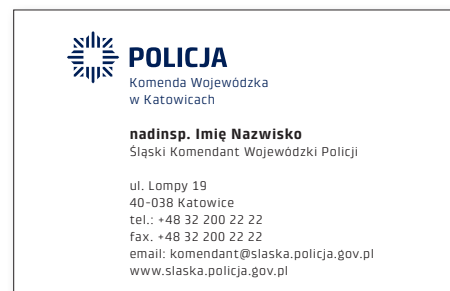 POLICJA
Komenda Wojewódzka
w Katowicach
nadinsp. Imię Nazwisko
Śląski Komendant Wojewódzki Policji
ul. Lompy 19
40-038 Katowice
tel.: +48 32 200 22 22
fax. +48 32 200 22 22
email: komendant@slaska.policja.gov.pl
www.slaska.policja.gov.pl